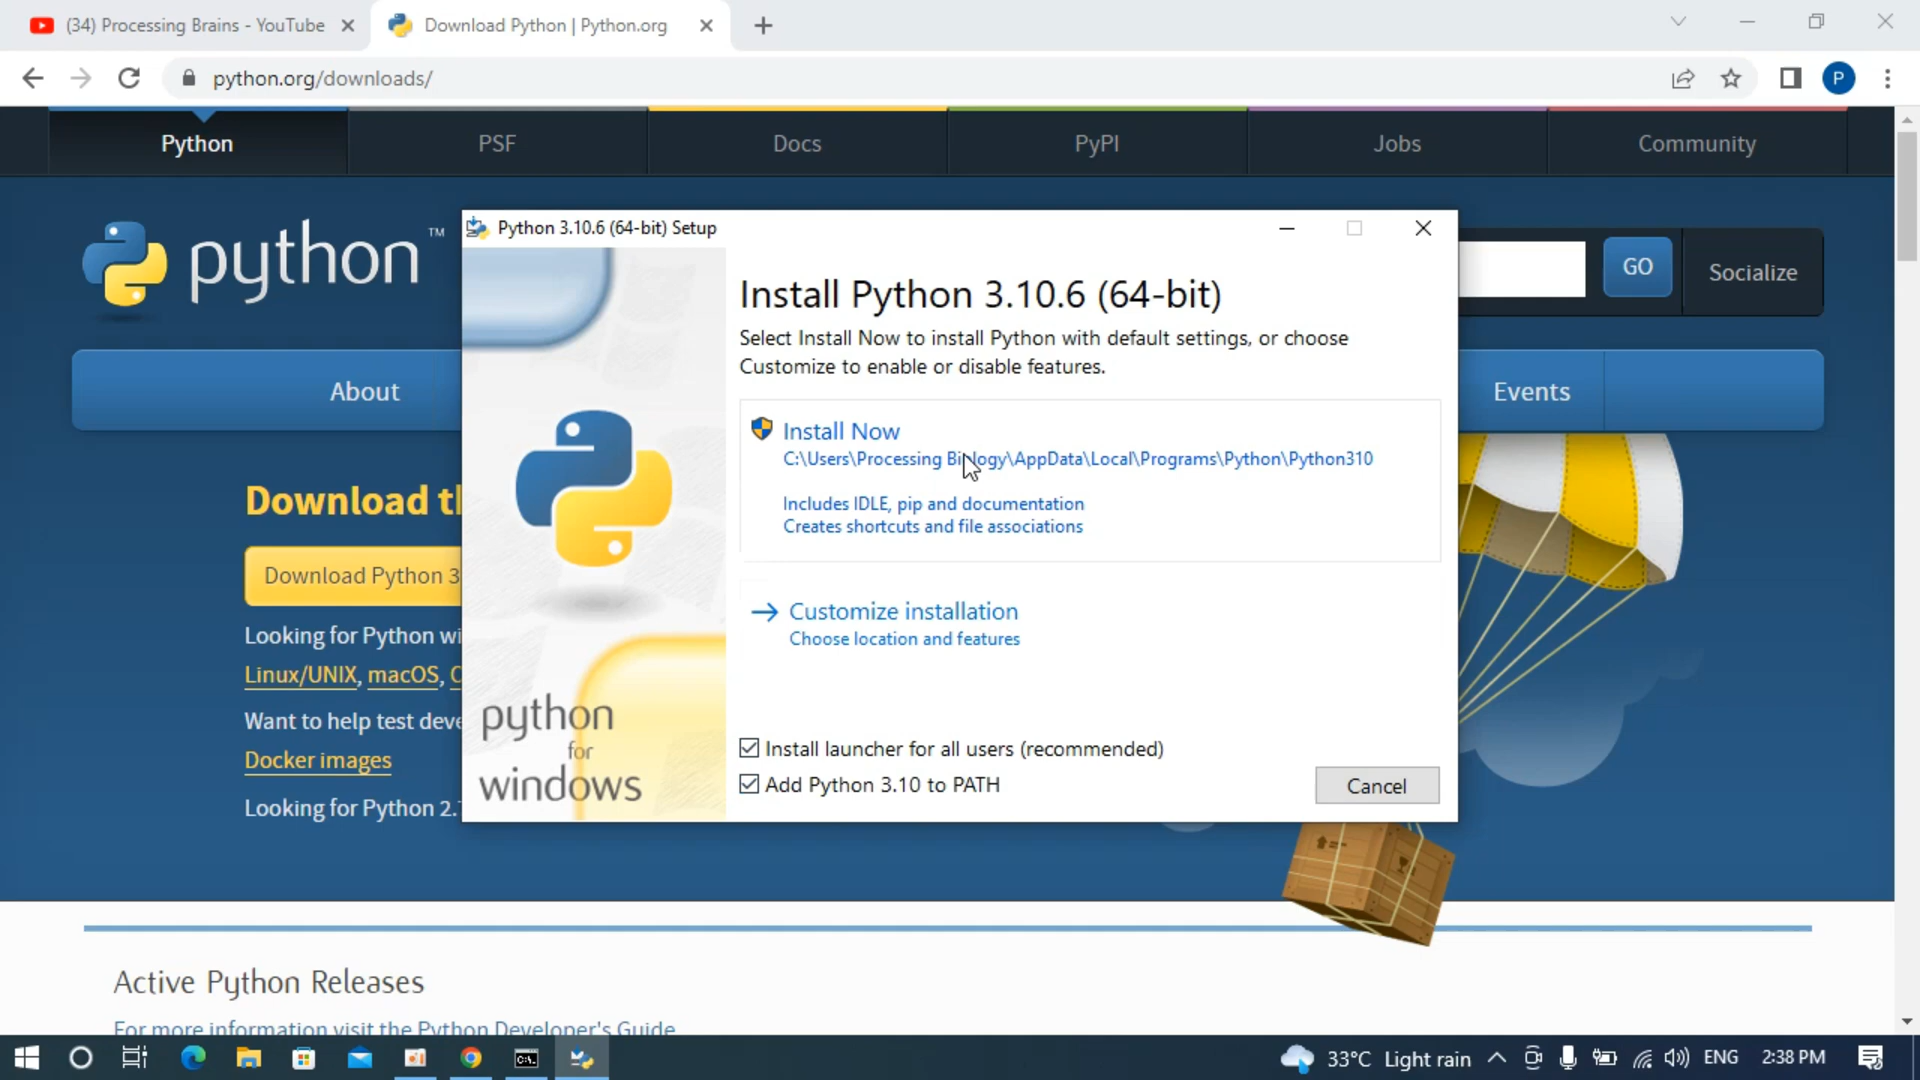 (34) Processing Brains - YouTube
Download Python | Python.org
python.org/downloads/
P
Python
PSF
Docs
PyPI
Jobs
Community
python™
GO
Socialize
About
Events
Download t
Download Python 3
Looking for Python wi
Linux/UNIX, macOS,
Want to help test deve
Docker images
Looking for Python 2.
Python 3.10.6 (64-bit) Setup
Install Python 3.10.6 (64-bit)
Select Install Now to install Python with default settings, or choose
Customize to enable or disable features.
Install Now
C:\Users\Processing Biology\AppData\Local\Programs\Python\Python310
Includes IDLE, pip and documentation
Creates shortcuts and file associations
Customize installation
Choose location and features
Install launcher for all users (recommended)
Add Python 3.10 to PATH
Cancel
python
for
windows
Active Python Releases
For more information visit the Python Developer's Guide
C:\
33°C Light rain
ENG
2:38 PM